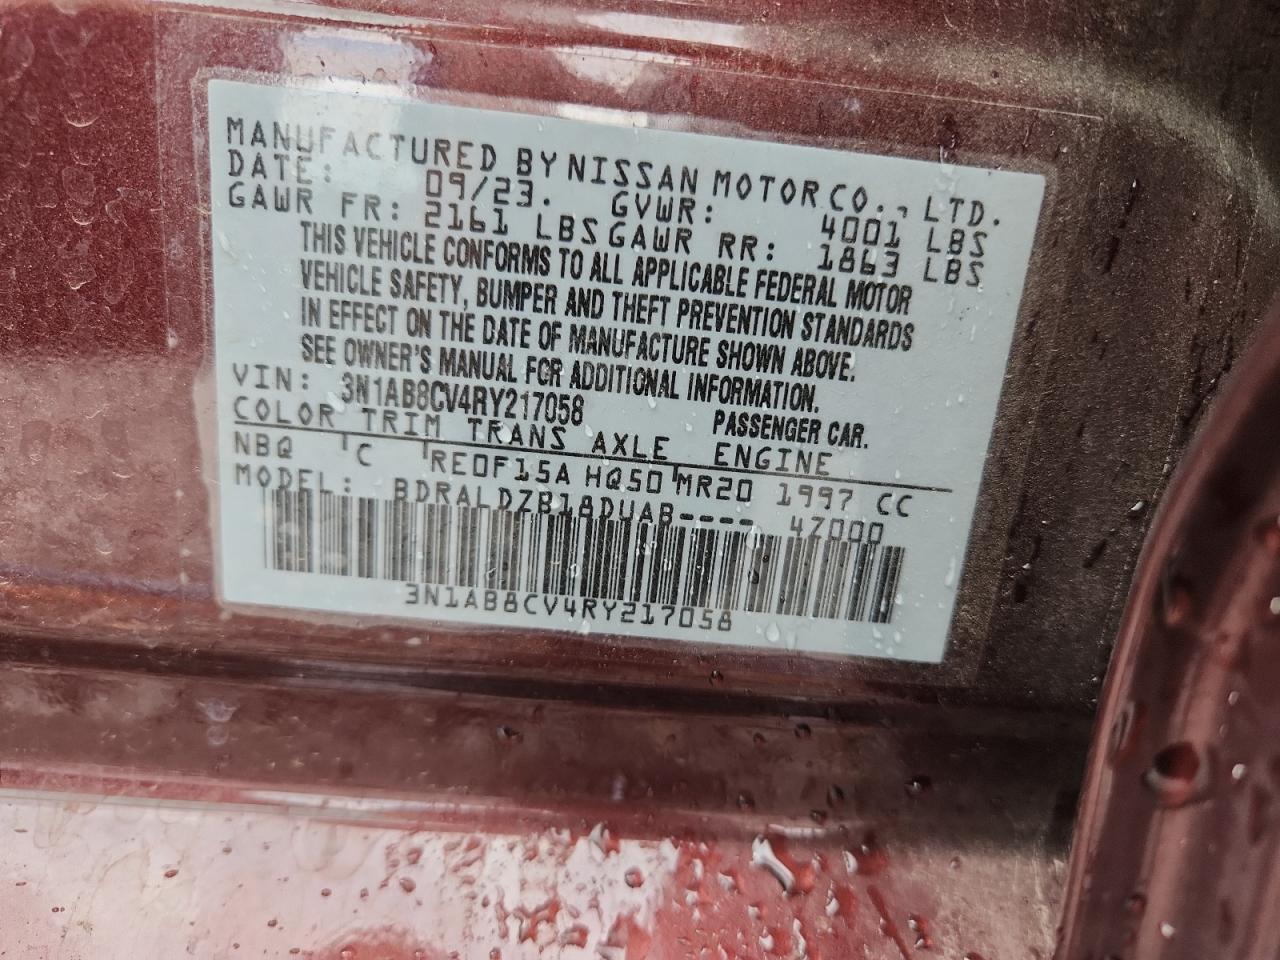 MANUFACTURED BY NISSAN MOTOR CO., LTD.
DATE: 09/23. GVWR: 4001 LBS
GAWR FR: 2161 LBS GAWR RR: 1863 LBS
THIS VEHICLE CONFORMS TO ALL APPLICABLE FEDERAL MOTOR
VEHICLE SAFETY, BUMPER AND THEFT PREVENTION STANDARDS
IN EFFECT ON THE DATE OF MANUFACTURE SHOWN ABOVE.
SEE OWNER'S MANUAL FOR ADDITIONAL INFORMATION.
VIN: 3N1AB8CV4RY217058 PASSENGER CAR.
COLOR TRIM TRANS AXLE ENGINE
NBQ C RE0F15A HQ50 MR20 1997 CC
MODEL: BDRALDZB18DUAB---- 4Z000
3N1AB8CV4RY217058